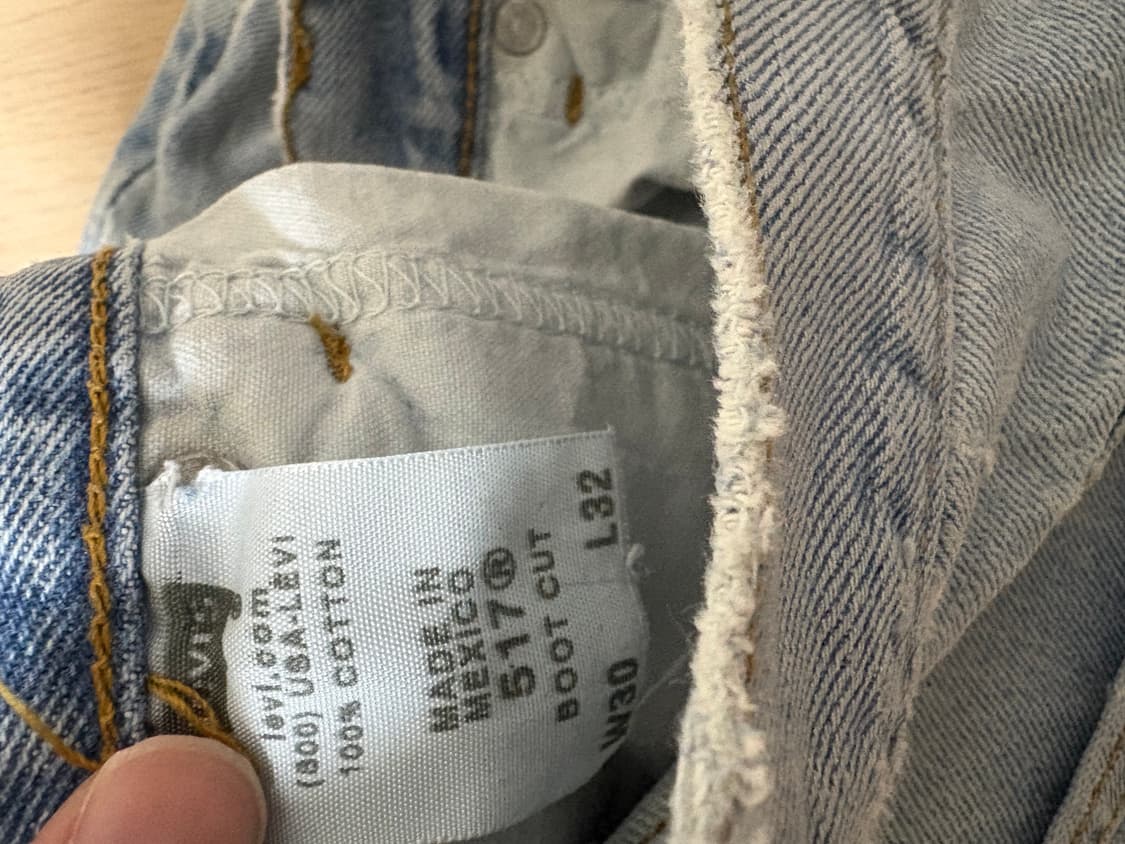 levi.com
(800) USA-LEVI
100% COTTON
MADE IN
MEXICO
517®
BOOT CUT
W30 L32